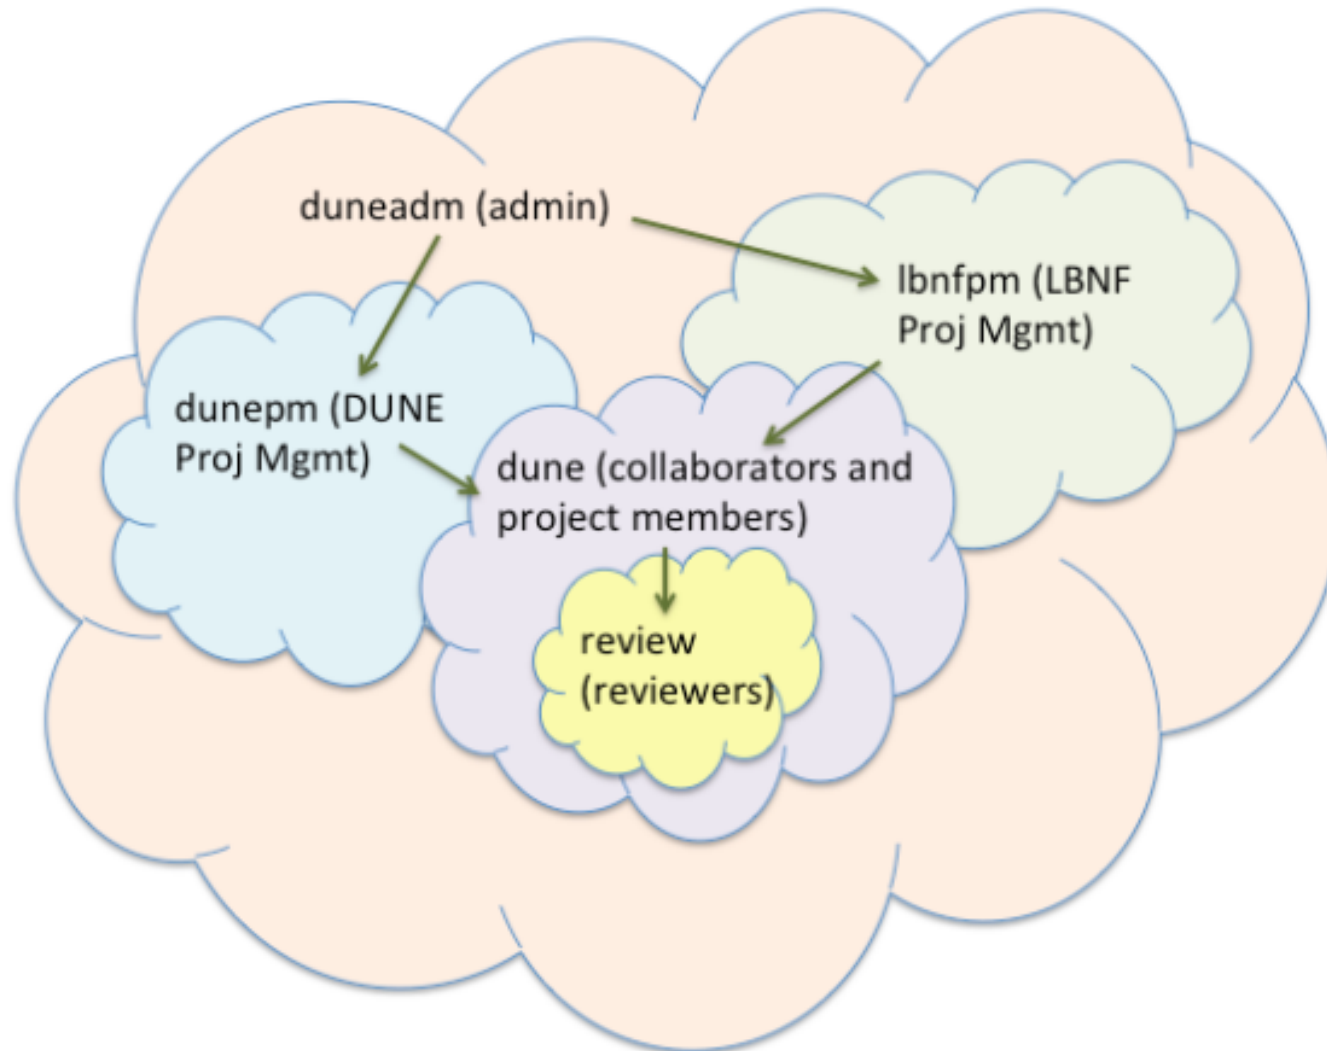 duneadm (admin)
lbnfpm (LBNF
Proj Mgmt)
dunepm (DUNE
Proj Mgmt)
dune (collaborators and
project members)
review
(reviewers)